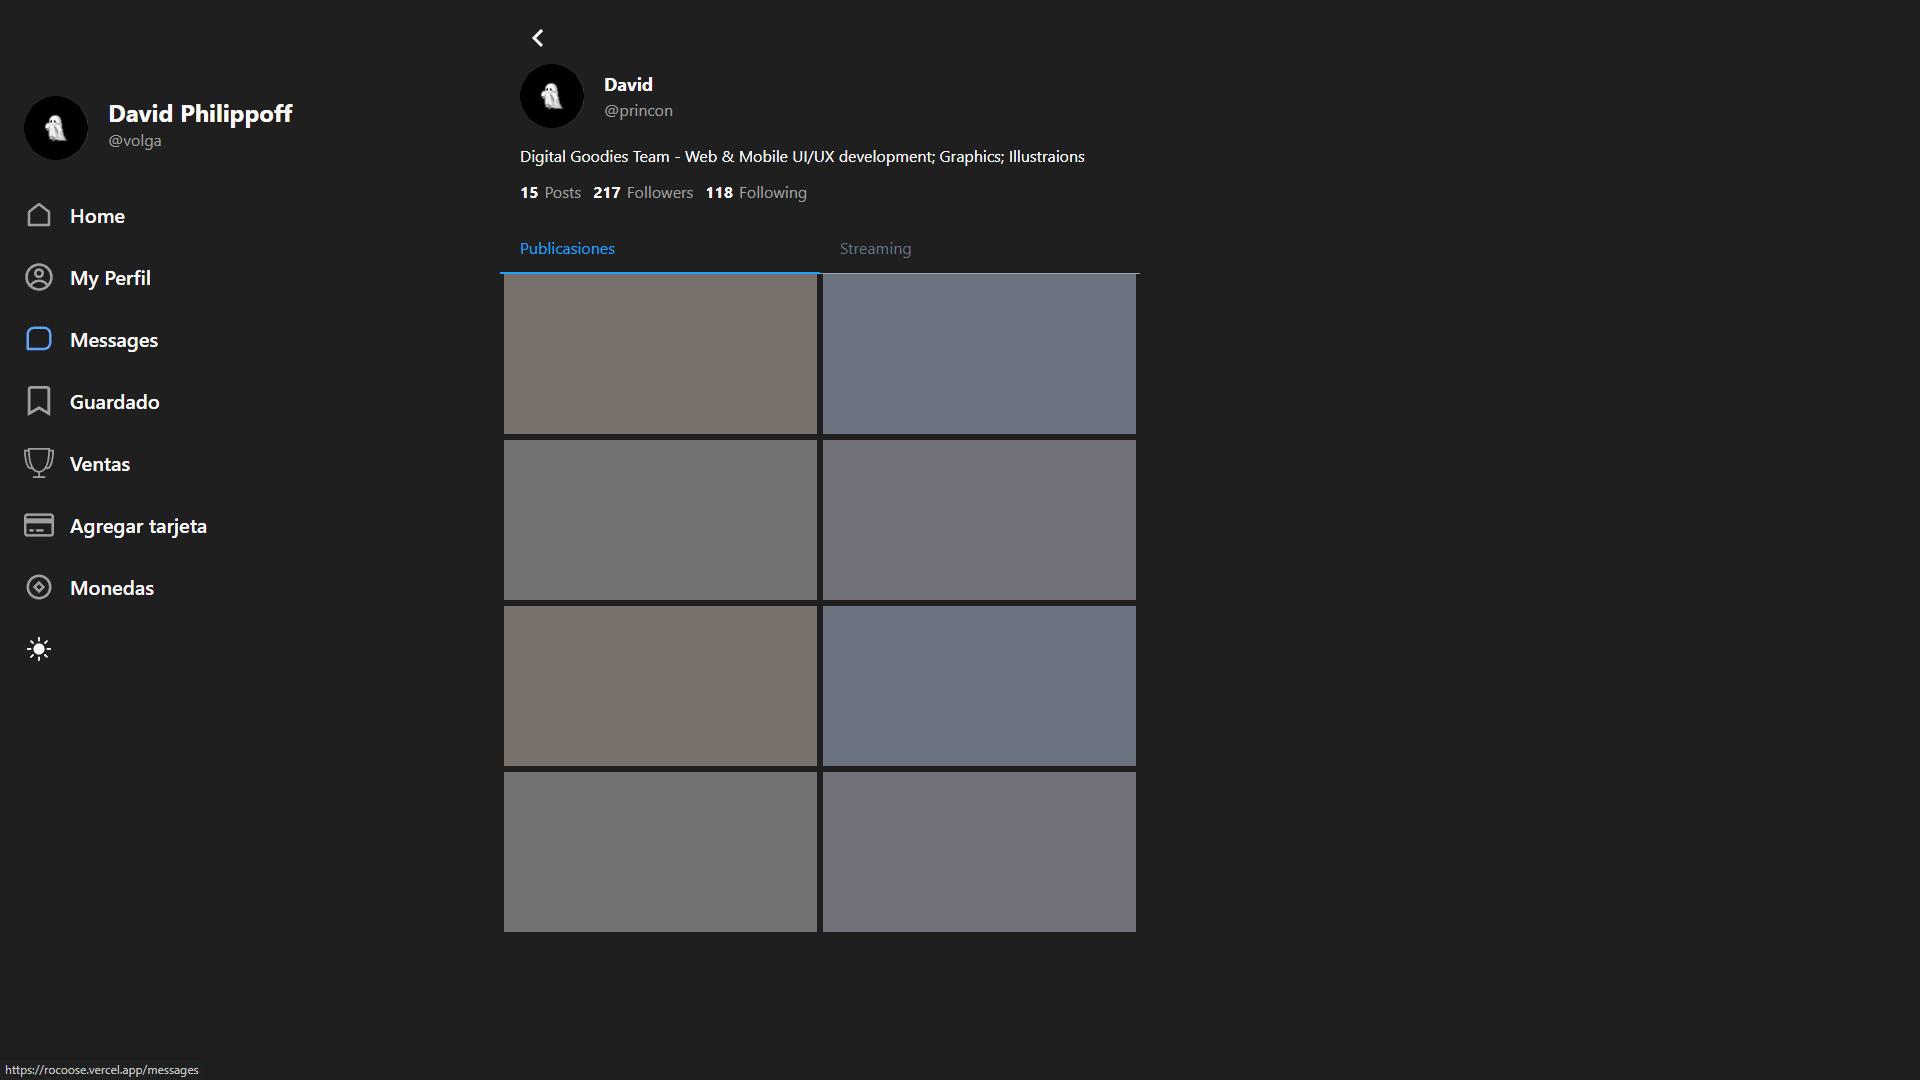 David Philippoff
@volga
Home
My Perfil
Messages
Guardado
Ventas
Agregar tarjeta
Monedas
David
@princon
Digital Goodies Team - Web & Mobile UI/UX development; Graphics; Illustraions
15 Posts 217 Followers 118 Following
Publicasiones Streaming
https://rocoose.vercel.app/messages